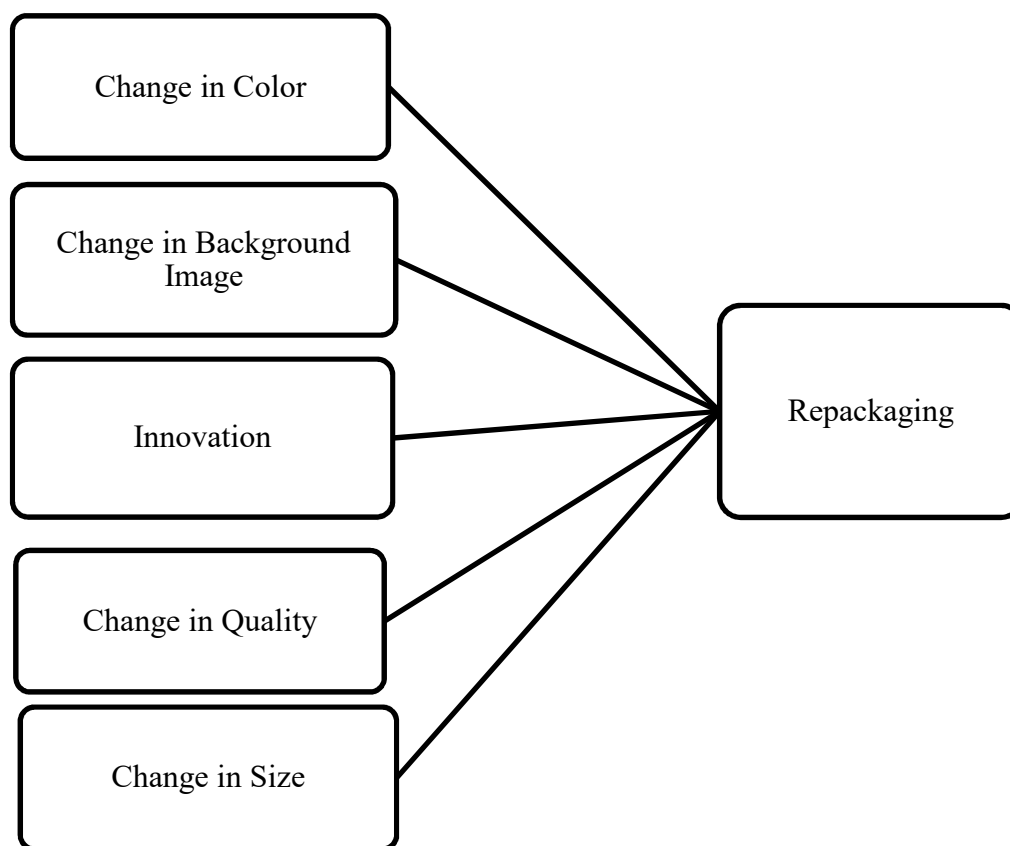 Change in Color
Change in Background
Image
Innovation
Repackaging
Change in Quality
Change in Size